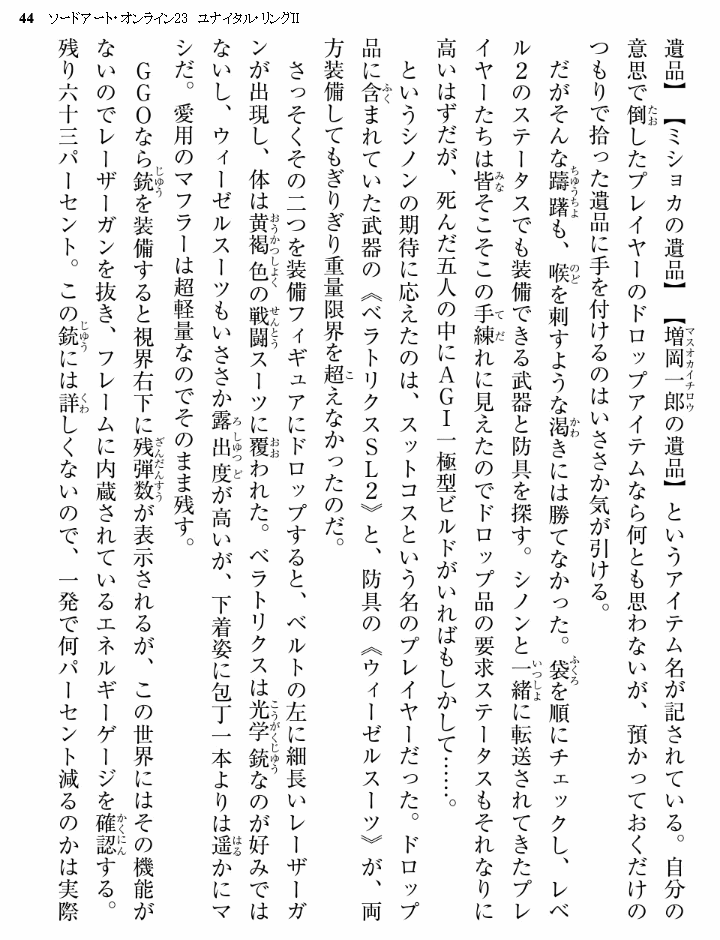 44 ソードアート・オンライン23 ユナイタル・リングⅡ
遺品】【ミショカの遺品】【増岡一郎の遺品】というアイテム名が記されている。自分の
意思で倒したプレイヤーのドロップアイテムなら何とも思わないが、預かっておくだけの
つもりで拾った遺品に手を付けるのはいささか気が引ける。
だがそんな躊躇も、喉を刺すような渇きには勝てなかった。袋を順にチェックし、レベ
ル2のステータスでも装備できる武器と防具を探す。シノンと一緒に転送されてきたプレ
イヤーたちは皆そこそこの手練れに見えたのでドロップ品の要求ステータスもそれなりに
高いはずだが、死んだ五人の中にAGI一極型ビルドがいればもしかして……。
というシノンの期待に応えたのは、スットコスという名のプレイヤーだった。ドロップ
品に含まれていた武器の《ベラトリクスSL2》と、防具の《ウィーゼルスーツ》が、両
方装備してもぎりぎり重量限界を超えなかったのだ。
さっそくその二つを装備フィギュアにドロップすると、ベルトの左に細長いレーザーガ
ンが出現し、体は黄褐色の戦闘スーツに覆われた。ベラトリクスは光学銃なのが好みでは
ないし、ウィーゼルスーツもいささか露出度が高いが、下着姿に包丁一本よりは遥かにマ
シだ。愛用のマフラーは超軽量なのでそのまま残す。
GGOなら銃を装備すると視界右下に残弾数が表示されるが、この世界にはその機能が
ないのでレーザーガンを抜き、フレームに内蔵されているエネルギーゲージを確認する。
残り六十三パーセント。この銃には詳しくないので、一発で何パーセント減るのかは実際